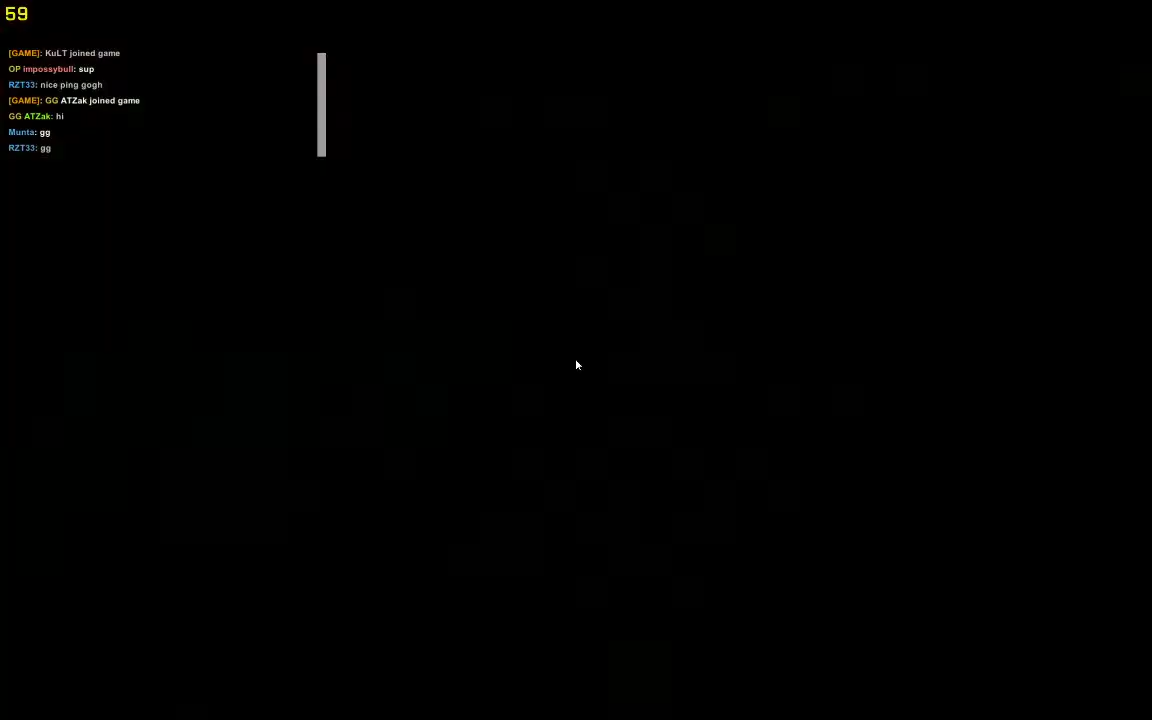 59
[GAME]: KuLT joined game
OP impossybull: sup
RZT33: nice ping gogh
[GAME]: GG ATZak joined game
GG ATZak: hi
Munta: gg
RZT33: gg